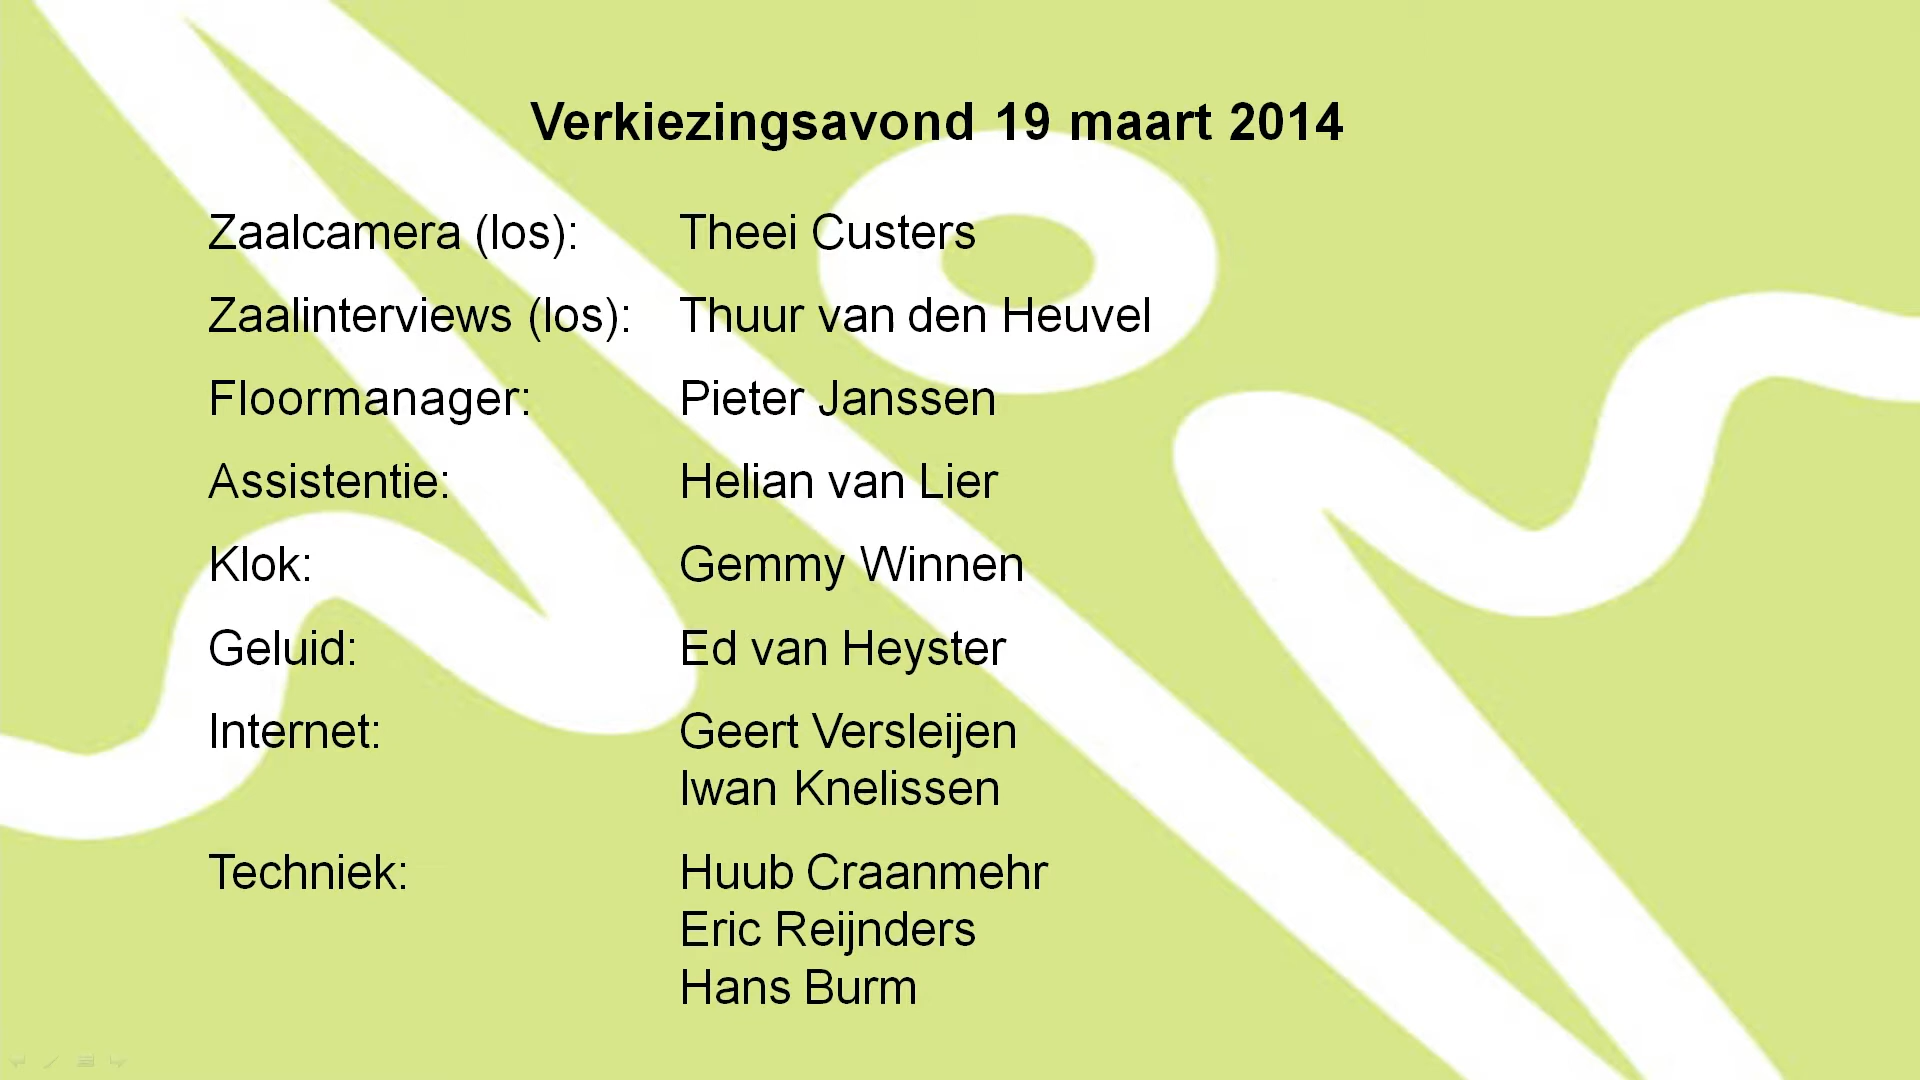 Verkiezingsavond 19 maart 2014
Zaalcamera (los): Theei Custers
Zaalinterviews (los): Thuur van den Heuvel
Floormanager: Pieter Janssen
Assistentie: Helian van Lier
Klok: Gemmy Winnen
Geluid: Ed van Heyster
Internet: Geert Versleijen
Iwan Knelissen
Techniek: Huub Craanmehr
Eric Reijnders
Hans Burm